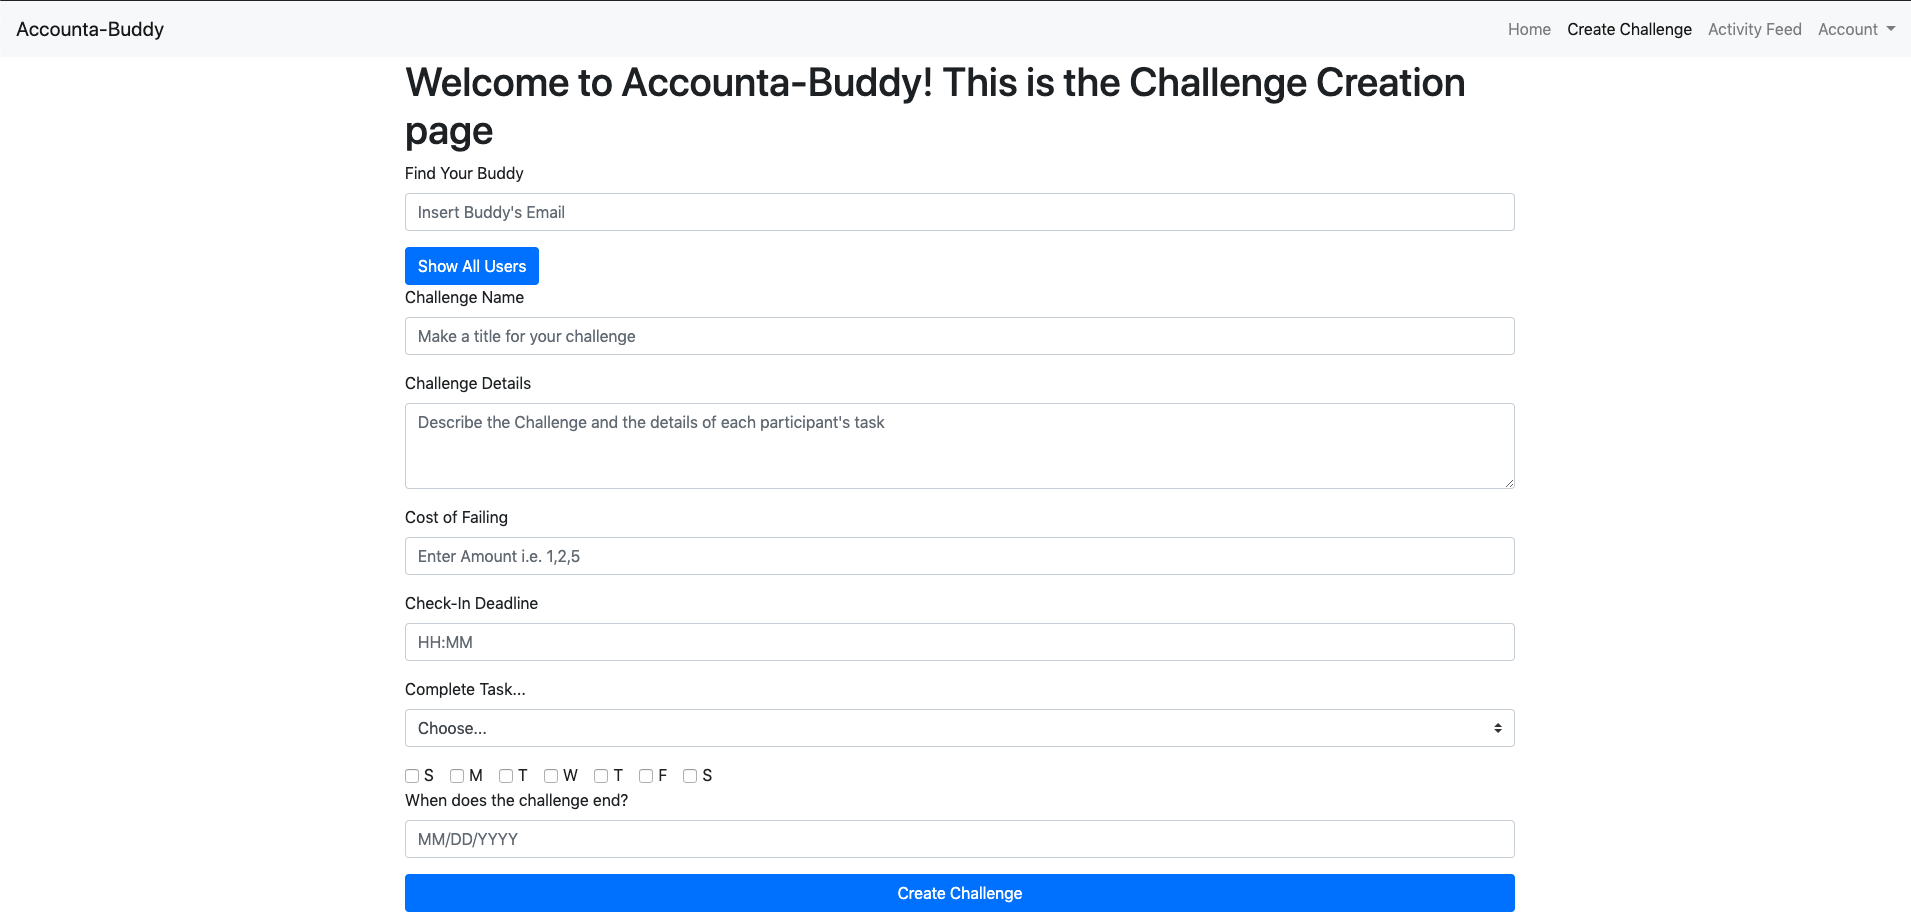 Accounta-Buddy
Home Create Challenge Activity Feed Account
Welcome to Accounta-Buddy! This is the Challenge Creation
page
Find Your Buddy
Insert Buddy's Email
Show All Users
Challenge Name
Make a title for your challenge
Challenge Details
Describe the Challenge and the details of each participant's task
Cost of Failing
Enter Amount i.e. 1,2,5
Check-In Deadline
HH:MM
Complete Task...
Choose...
S M T W T F S
When does the challenge end?
MM/DD/YYYY
Create Challenge